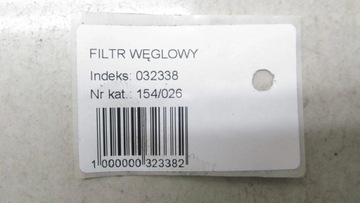 FILTR WĘGLOWY
Indeks: 032338
Nr kat.: 154/026
1 000000 323382